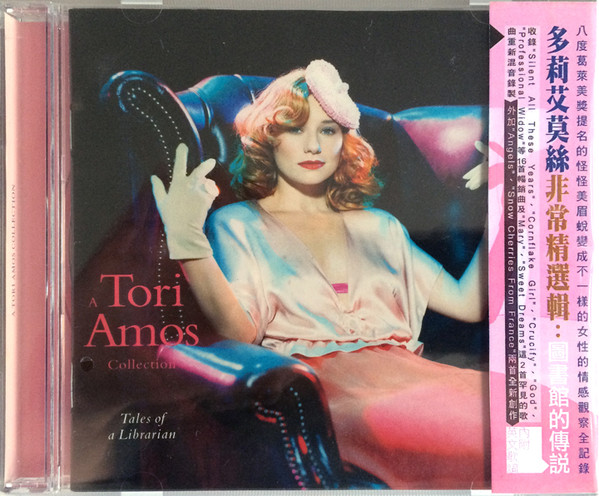 A TORI AMOS COLLECTION
A Tori
Amos
Collection
Tales of
a Librarian
八度葛萊美獎提名的怪怪美眉蛻變成不一樣的女性的情感觀察全記錄
多莉艾莫絲非常精選輯：圖書館的傳說
收錄"Silent All These Years"，"Cornflake Girl"，"Crucify"，"God"，
"Professional Widow"等16首暢銷曲及"Mary"，"Sweet Dreams"這2首罕見的歌
曲重新混音錄製 外加"Angels"，"Snow Cherries From France"兩首全新創作